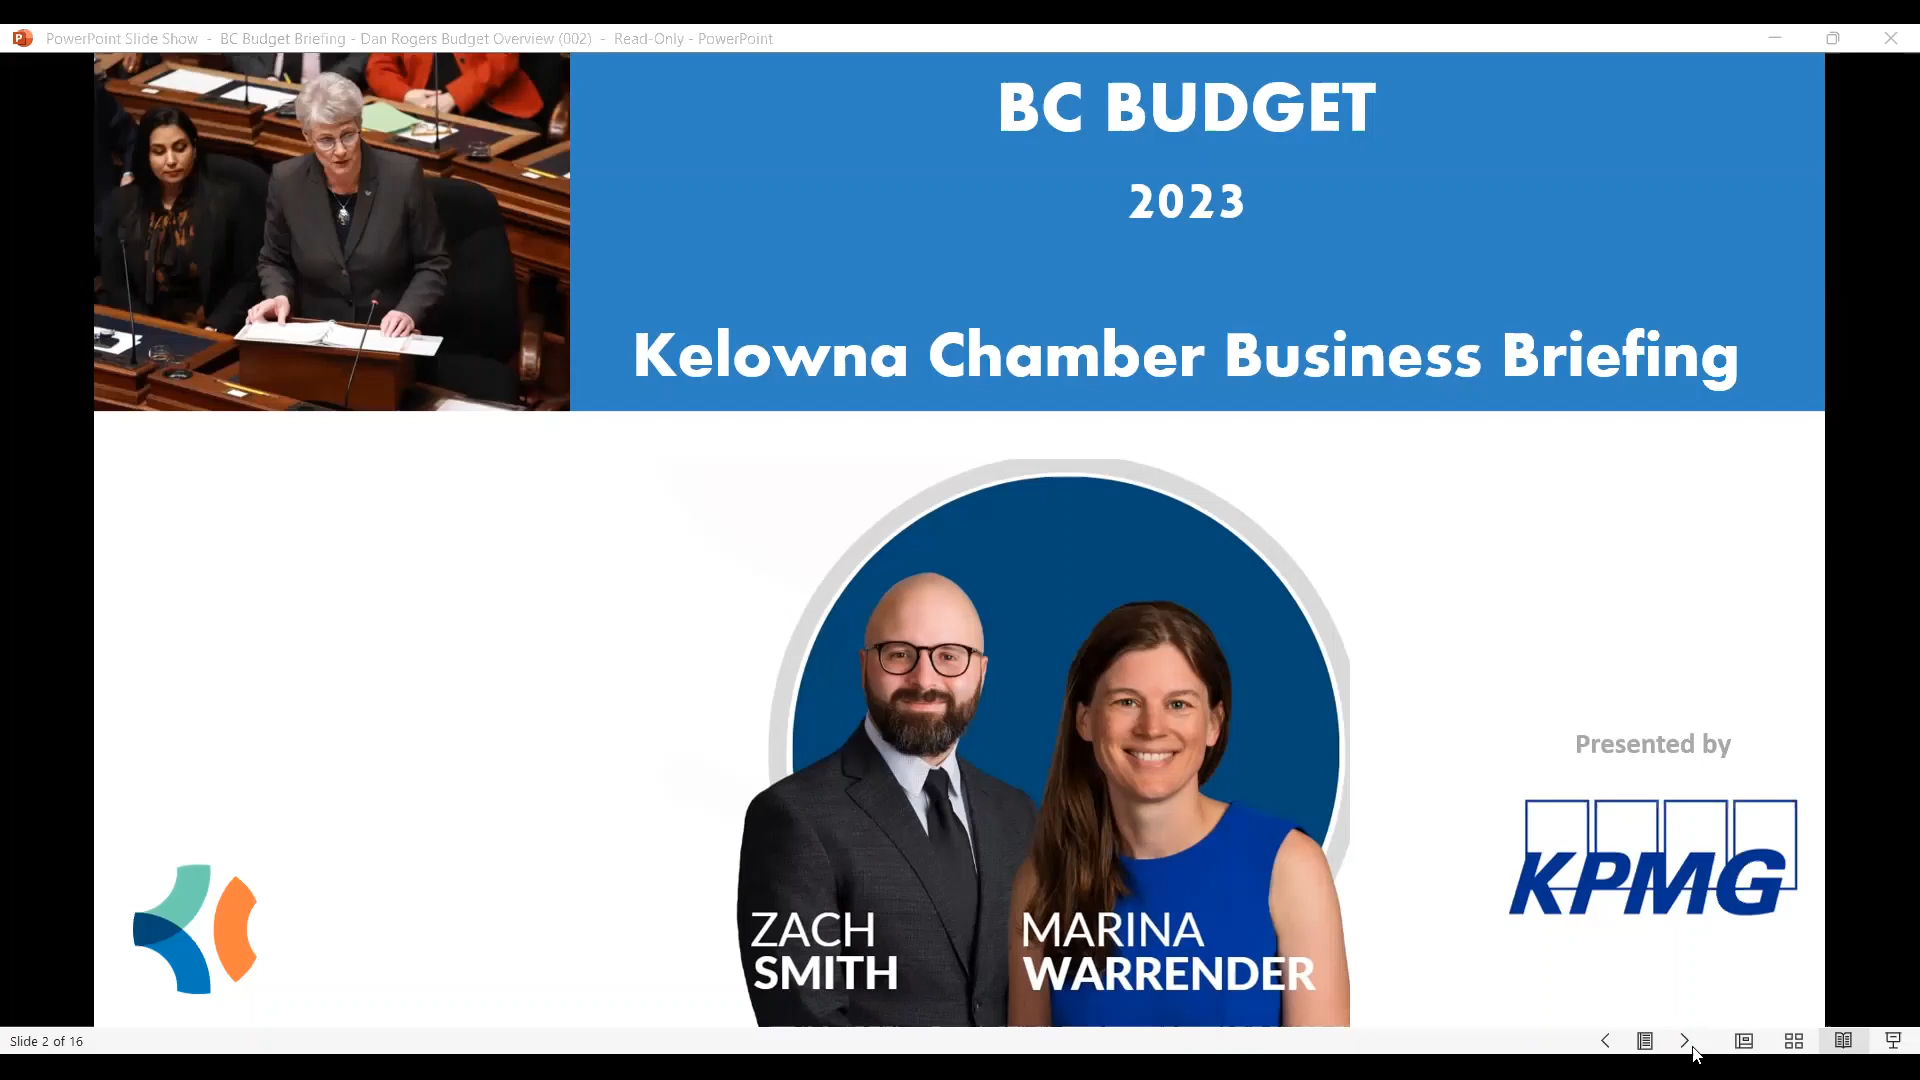 PowerPoint Slide Show - BC Budget Briefing - Dan Rogers Budget Overview (002) - Read-Only - PowerPoint
BC BUDGET
2023
Kelowna Chamber Business Briefing
ZACH
SMITH
MARINA
WARRENDER
Presented by
KPMG
Slide 2 of 16